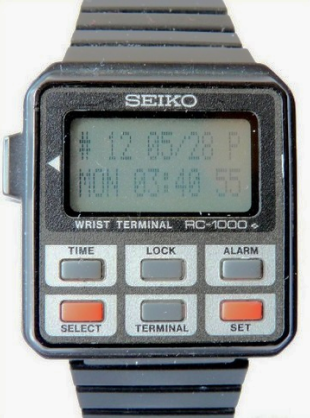 SEIKO
# 12 05/28 P
MON 03:40 55
WRIST TERMINAL RC-1000
TIME LOCK ALARM
SELECT TERMINAL SET